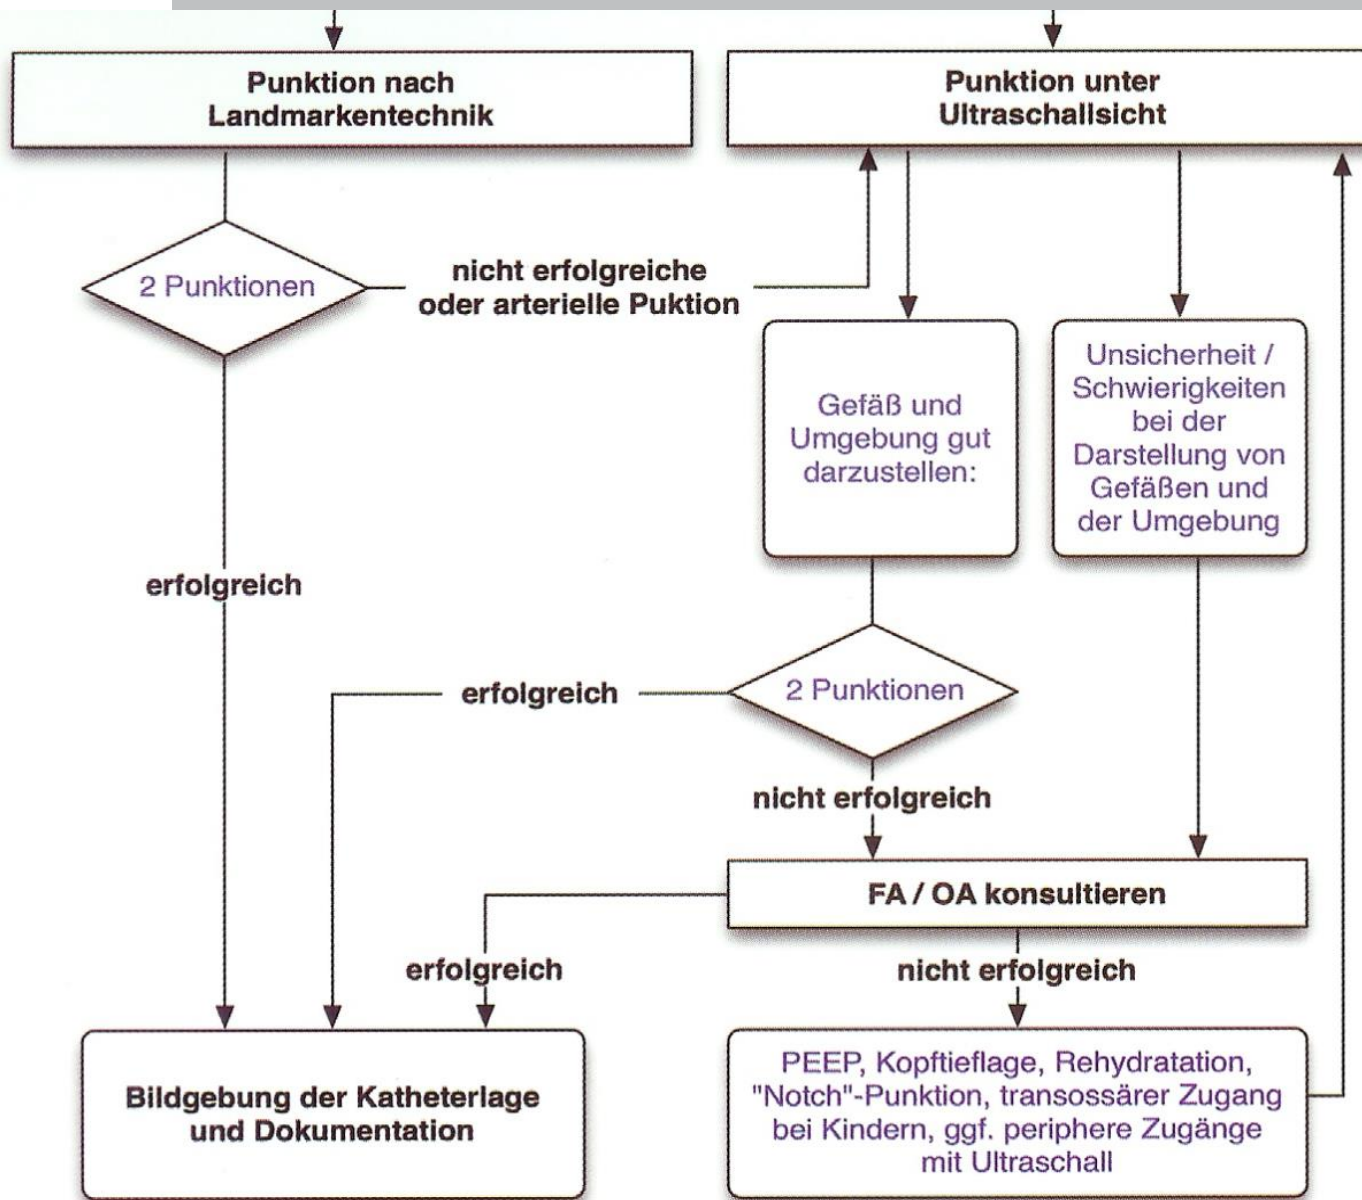 Punktion nach
Landmarkentechnik
Punktion unter
Ultraschallsicht
2 Punktionen
nicht erfolgreiche
oder arterielle Puktion
Gefäß und
Umgebung gut
darzustellen:
Unsicherheit /
Schwierigkeiten
bei der
Darstellung von
Gefäßen und
der Umgebung
erfolgreich
erfolgreich
2 Punktionen
nicht erfolgreich
FA / OA konsultieren
erfolgreich
nicht erfolgreich
Bildgebung der Katheterlage
und Dokumentation
PEEP, Kopftieflage, Rehydratation,
"Notch"-Punktion, transossärer Zugang
bei Kindern, ggf. periphere Zugänge
mit Ultraschall